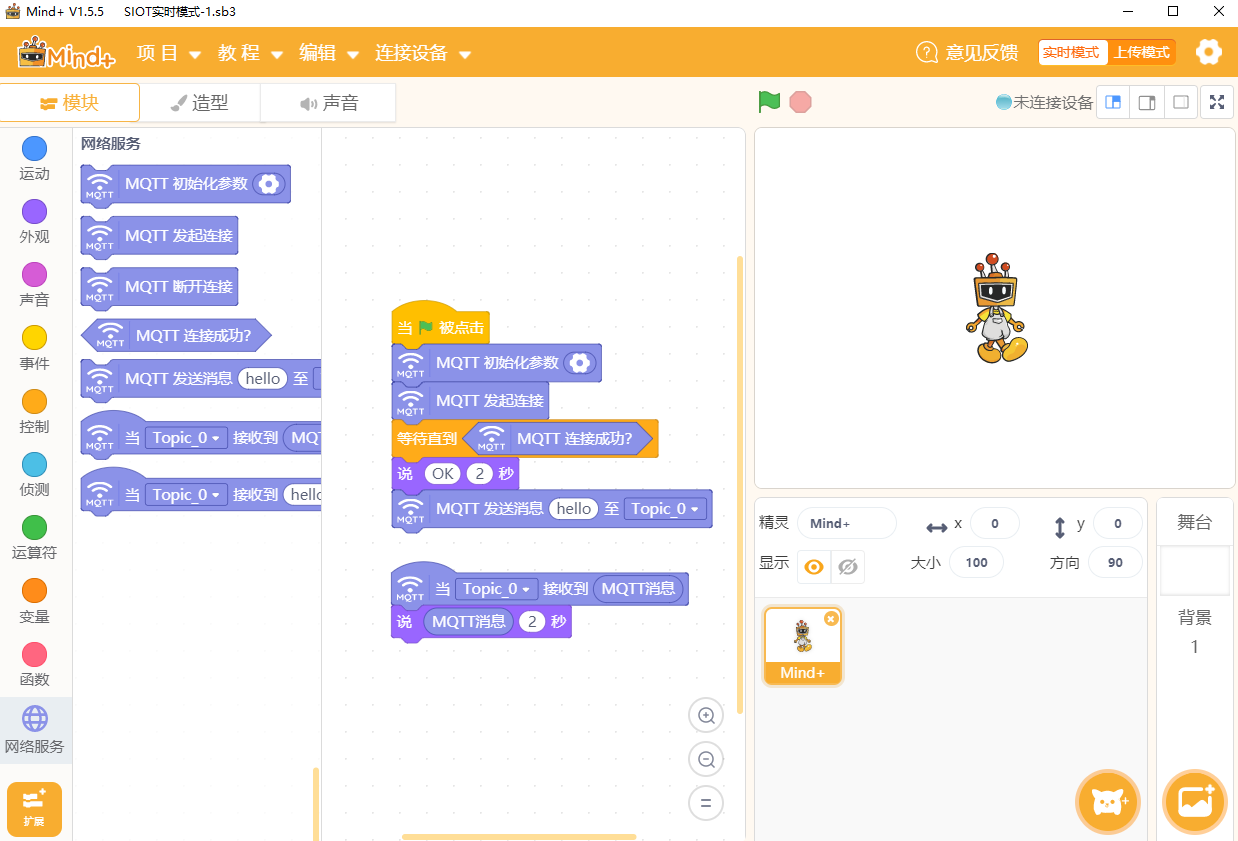 Mind+ V1.5.5 SIOT实时模式-1.sb3
Mind+ 项目 教程 编辑 连接设备 意见反馈 实时模式 上传模式
模块 造型 声音 未连接设备
运动
外观
声音
事件
控制
侦测
运算符
变量
函数
网络服务
扩展
网络服务
MQTT MQTT 初始化参数
MQTT MQTT 发起连接
MQTT MQTT 断开连接
MQTT MQTT 连接成功?
MQTT MQTT 发送消息 hello 至
MQTT 当 Topic_0 接收到 MQT
MQTT 当 Topic_0 接收到 hello
当 被点击
MQTT MQTT 初始化参数
MQTT MQTT 发起连接
等待直到 MQTT MQTT 连接成功?
说 OK 2 秒
MQTT MQTT 发送消息 hello 至 Topic_0
MQTT 当 Topic_0 接收到 MQTT消息
说 MQTT消息 2 秒
精灵 Mind+ x 0 y 0
显示 大小 100 方向 90
Mind+
舞台
背景
1